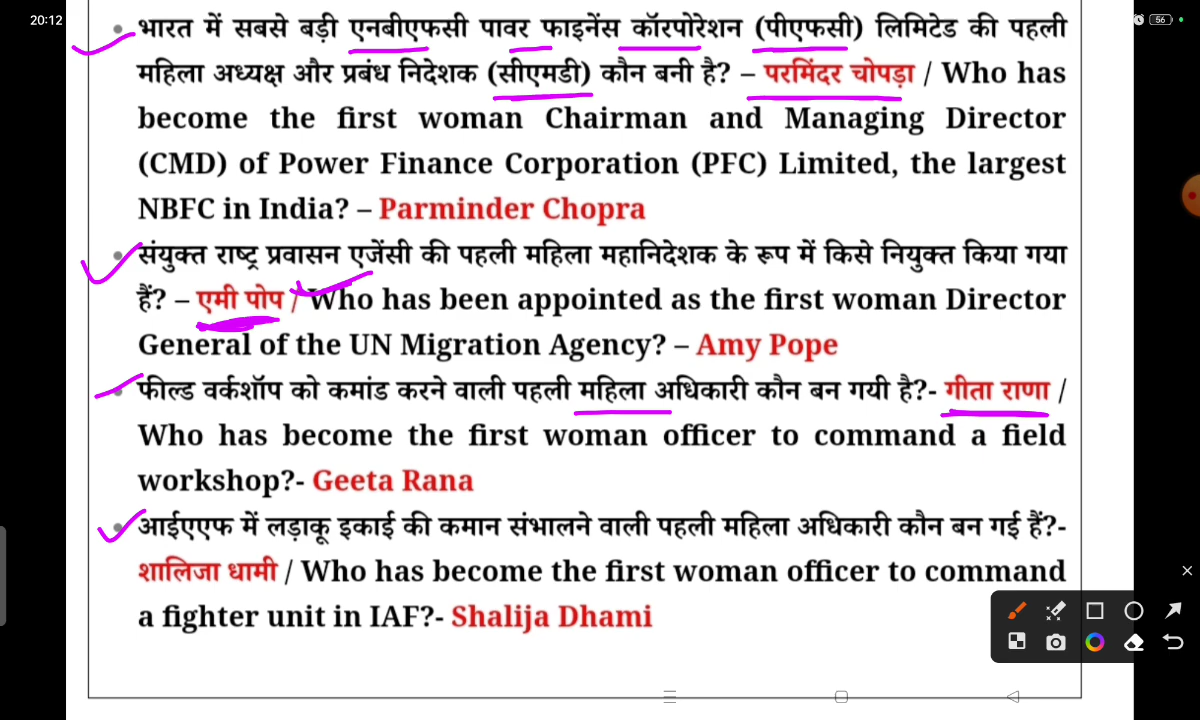 20:12
56
भारत में सबसे बड़ी एनबीएफसी पावर फाइनेंस कॉरपोरेशन (पीएफसी) लिमिटेड की पहली
महिला अध्यक्ष और प्रबंध निदेशक (सीएमडी) कौन बनी है? – परमिंदर चोपड़ा / Who has
become the first woman Chairman and Managing Director
(CMD) of Power Finance Corporation (PFC) Limited, the largest
NBFC in India? – Parminder Chopra
संयुक्त राष्ट्र प्रवासन एजेंसी की पहली महिला महानिदेशक के रूप में किसे नियुक्त किया गया
हैं? – एमी पोप / Who has been appointed as the first woman Director
General of the UN Migration Agency? – Amy Pope
फील्ड वर्कशॉप को कमांड करने वाली पहली महिला अधिकारी कौन बन गयी है?- गीता राणा /
Who has become the first woman officer to command a field
workshop?- Geeta Rana
आईएएफ में लड़ाकू इकाई की कमान संभालने वाली पहली महिला अधिकारी कौन बन गई हैं?-
शालिजा धामी / Who has become the first woman officer to command
a fighter unit in IAF?- Shalija Dhami